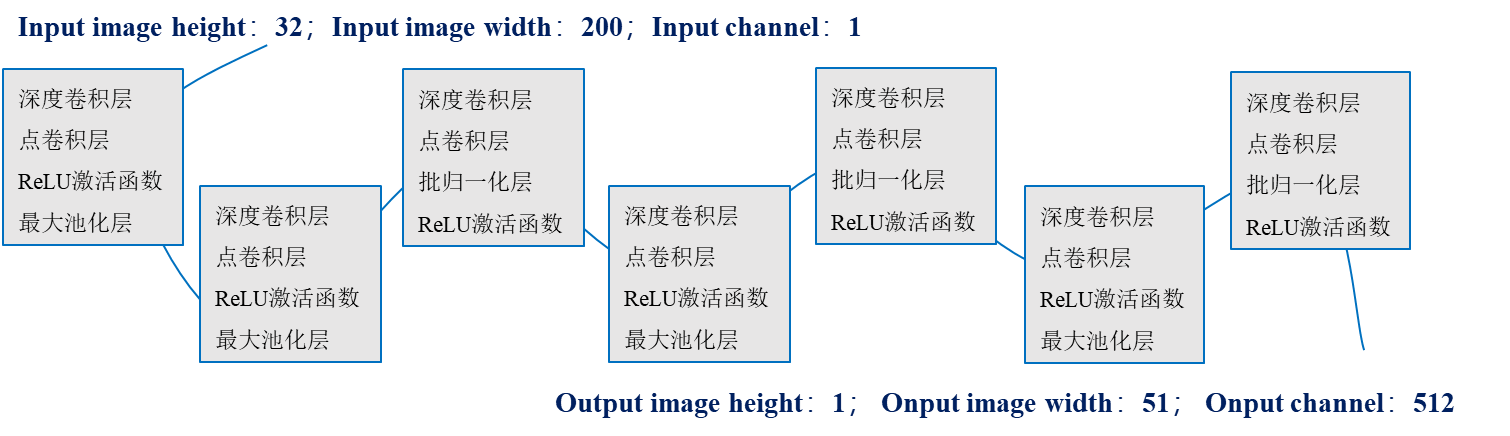 Input image height：32；Input image width：200；Input channel：1
深度卷积层
点卷积层
ReLU激活函数
最大池化层
深度卷积层
点卷积层
ReLU激活函数
最大池化层
深度卷积层
点卷积层
批归一化层
ReLU激活函数
深度卷积层
点卷积层
ReLU激活函数
最大池化层
深度卷积层
点卷积层
批归一化层
ReLU激活函数
深度卷积层
点卷积层
ReLU激活函数
最大池化层
深度卷积层
点卷积层
批归一化层
ReLU激活函数
Output image height：1； Onput image width：51； Onput channel：512